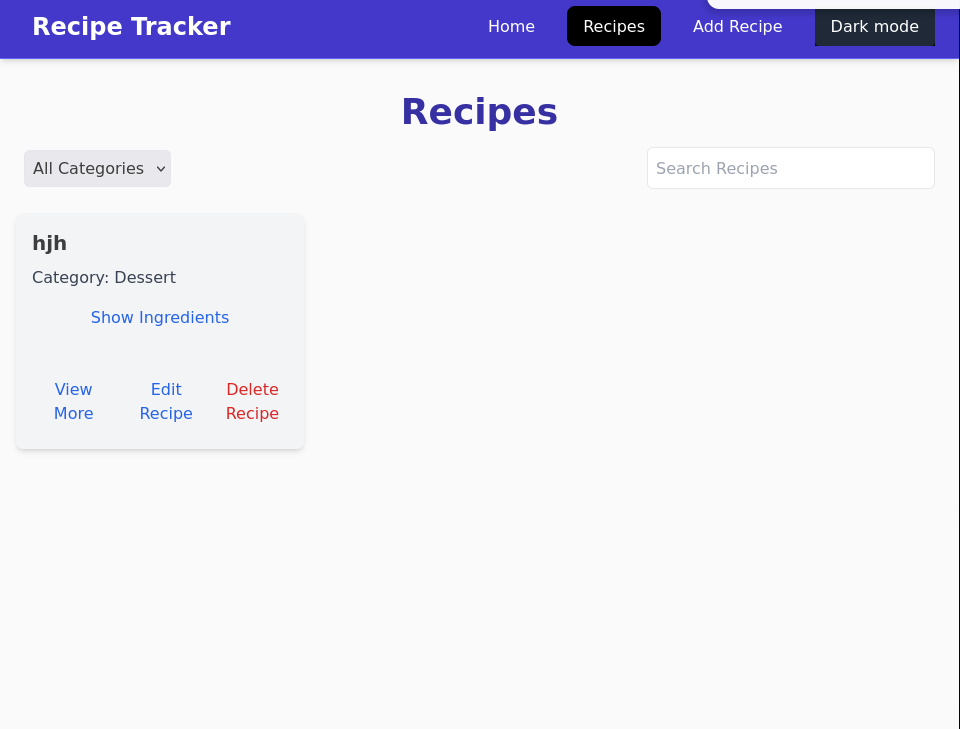 Recipe Tracker
Home
Recipes
Add Recipe
Dark mode
Recipes
All Categories
Search Recipes
hjh
Category: Dessert
Show Ingredients
View
More
Edit
Recipe
Delete
Recipe